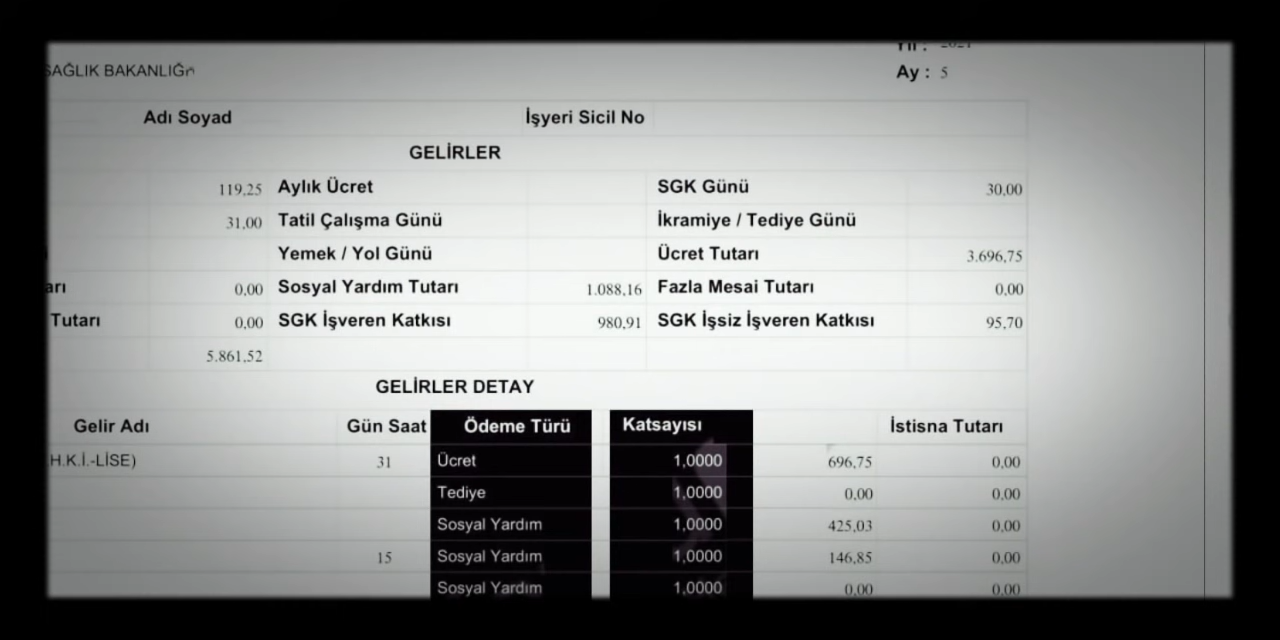 SAĞLIK BAKANLIĞI
Ay : 5
Adı Soyad İşyeri Sicil No
GELİRLER
119,25 Aylık Ücret SGK Günü 30,00
31,00 Tatil Çalışma Günü İkramiye / Tediye Günü
Yemek / Yol Günü Ücret Tutarı 3.696,75
0,00 Sosyal Yardım Tutarı 1.088,16 Fazla Mesai Tutarı 0,00
Tutarı 0,00 SGK İşveren Katkısı 980,91 SGK İşsiz İşveren Katkısı 95,70
5.861,52
GELİRLER DETAY
Gelir Adı Gün Saat Ödeme Türü Katsayısı İstisna Tutarı
H.K.İ.-LİSE) 31 Ücret 1,0000 696,75 0,00
Tediye 1,0000 0,00 0,00
Sosyal Yardım 1,0000 425,03 0,00
15 Sosyal Yardım 1,0000 146,85 0,00
Sosyal Yardım 1,0000 0,00 0,00